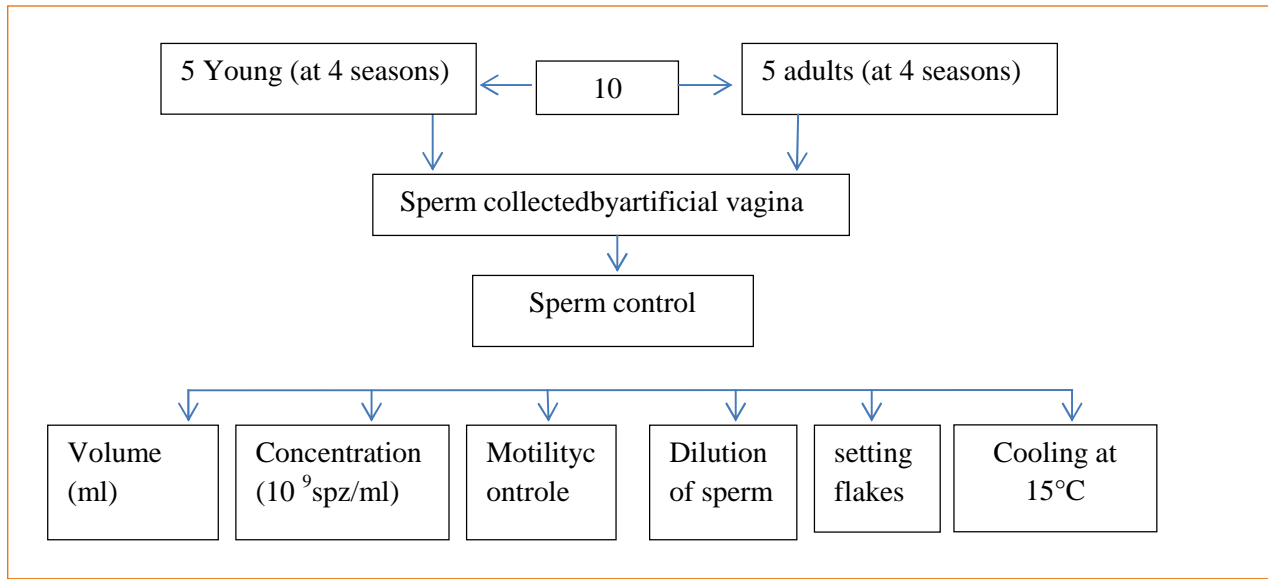 5 Young (at 4 seasons)
10
5 adults (at 4 seasons)
Sperm collectedbyartificial vagina
Sperm control
Volume
(ml)
Concentration
(10 ⁹spz/ml)
Motilityc
ontrole
Dilution
of sperm
setting
flakes
Cooling at
15°C